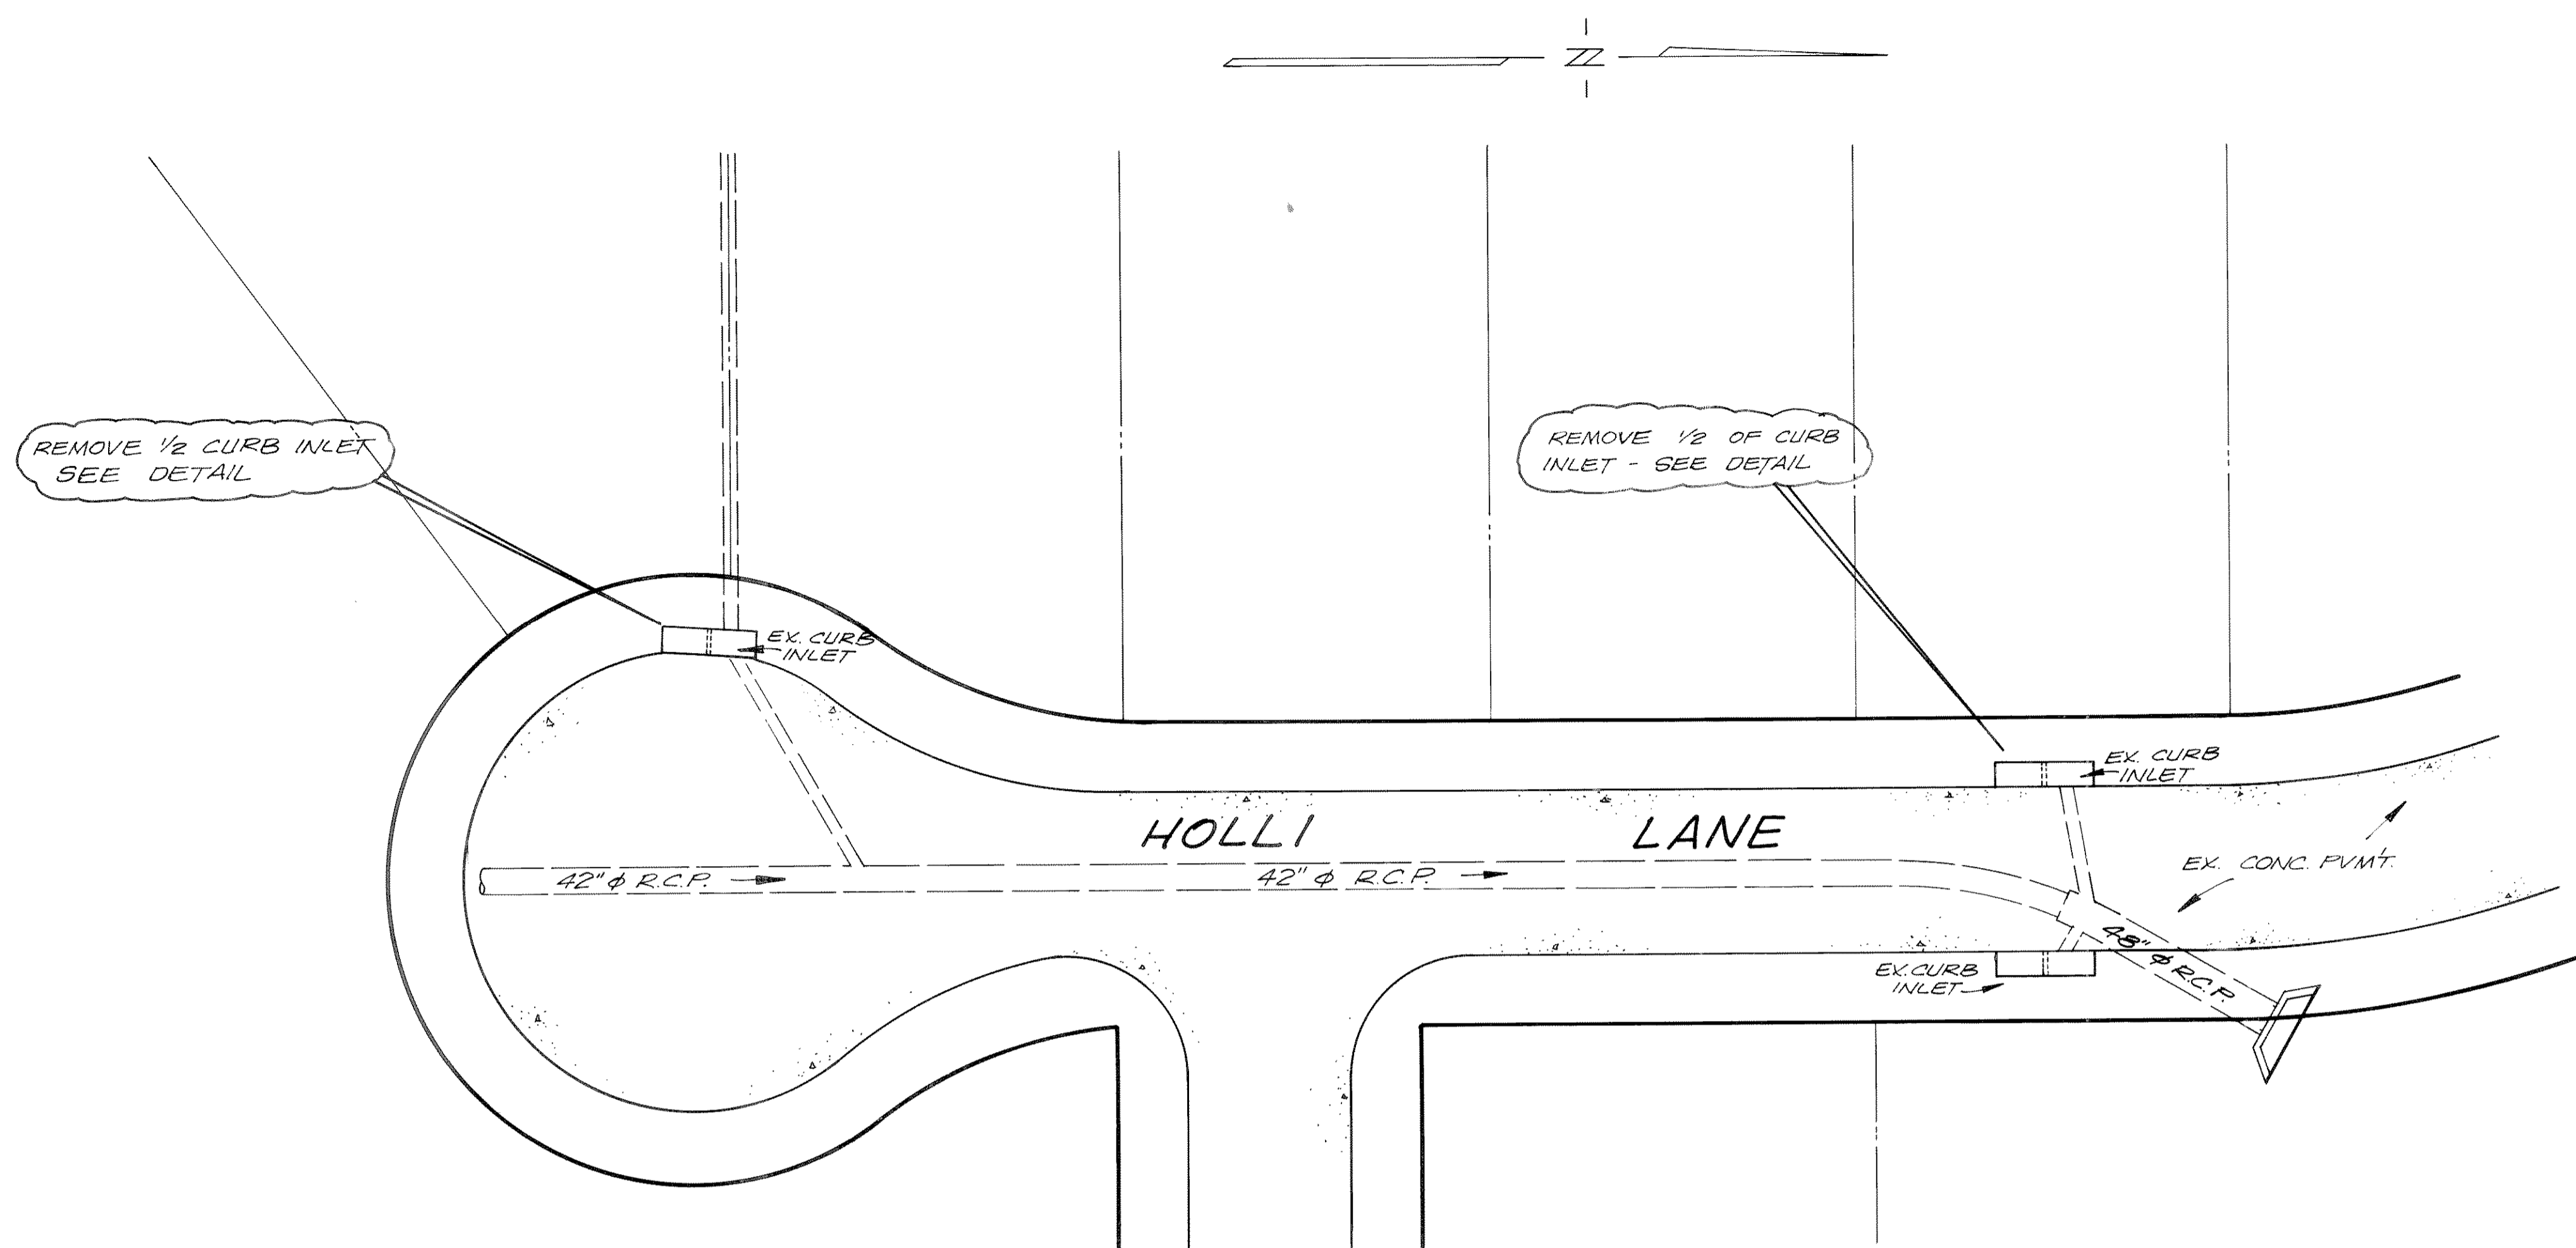 N
REMOVE 1/2 CURB INLET
SEE DETAIL
REMOVE 1/2 OF CURB
INLET - SEE DETAIL
EX. CURB
INLET
EX. CURB
INLET
HOLLI LANE
42" φ R.C.P.
42" φ R.C.P.
EX. CONC. PVM'T.
48" φ R.C.P.
EX. CURB
INLET